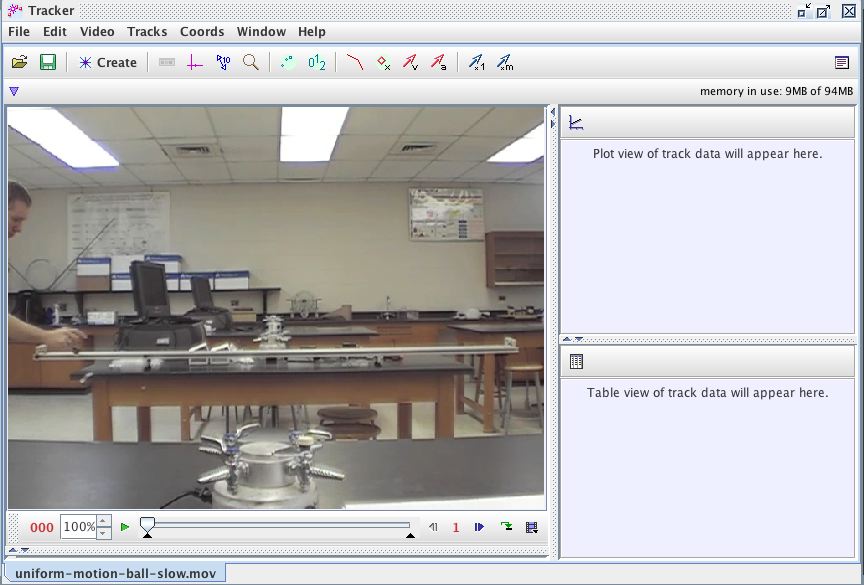 Tracker
File Edit Video Tracks Coords Window Help
Create
memory in use: 9MB of 94MB
Plot view of track data will appear here.
Table view of track data will appear here.
000 100% 1
uniform-motion-ball-slow.mov